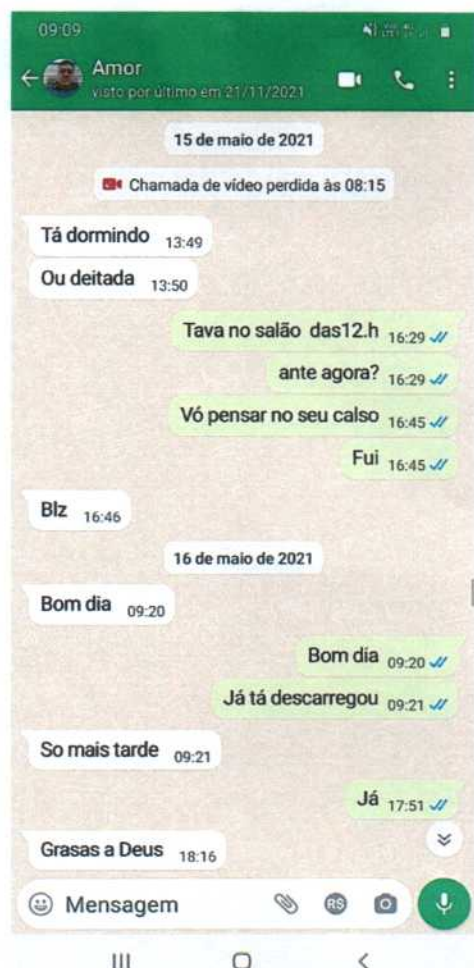 09:09
Amor
visto por último em 21/11/2021
15 de maio de 2021
Chamada de vídeo perdida às 08:15
Tá dormindo 13:49
Ou deitada 13:50
Tava no salão das12.h 16:29
ante agora? 16:29
Vó pensar no seu calso 16:45
Fui 16:45
Blz 16:46
16 de maio de 2021
Bom dia 09:20
Bom dia 09:20
Já tá descarregou 09:21
So mais tarde 09:21
Já 17:51
Grasas a Deus 18:16
Mensagem
R$